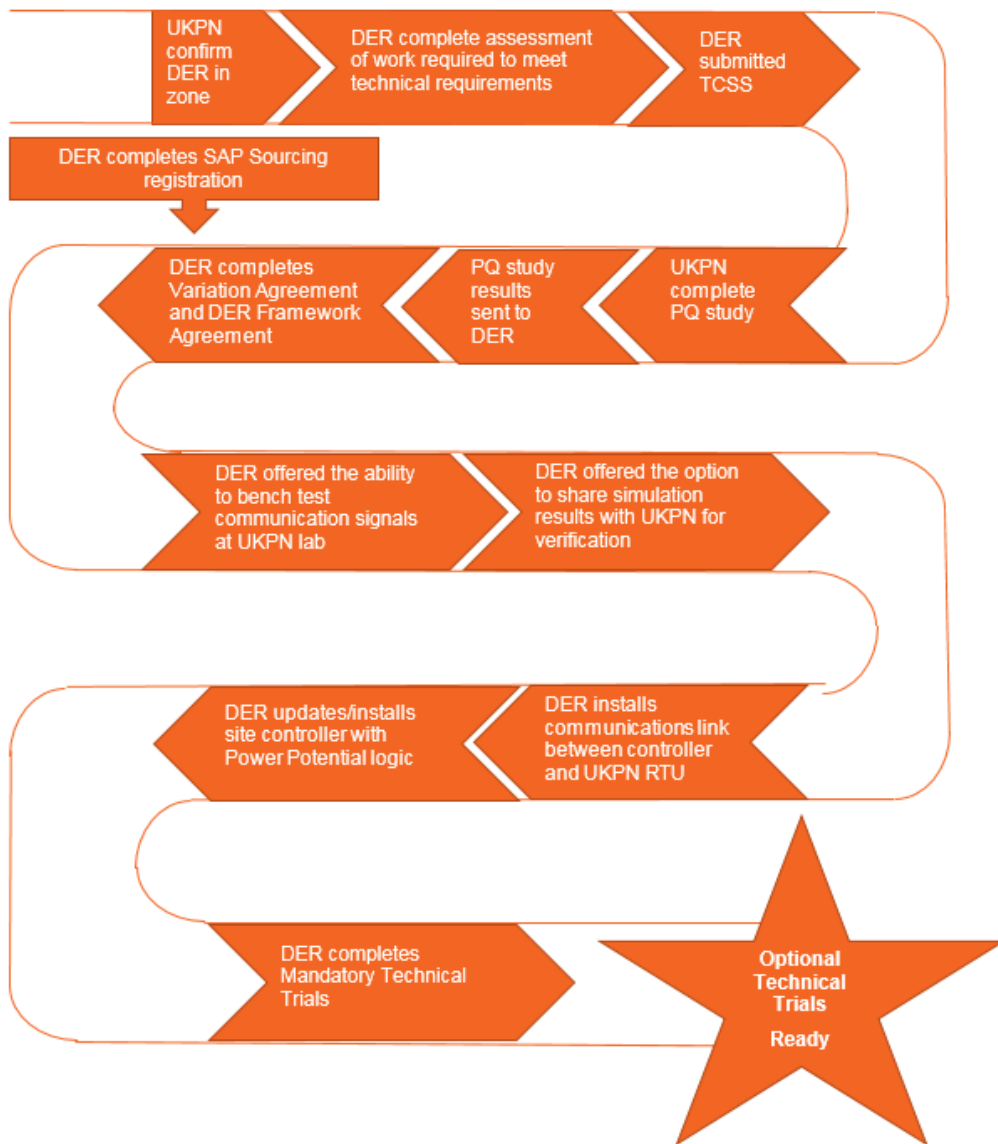 UKPN
confirm
DER in
zone
DER complete assessment
of work required to meet
technical requirements
DER
submitted
TCSS
DER completes SAP Sourcing
registration
UKPN
complete
PQ study
PQ study
results
sent to
DER
DER completes
Variation Agreement
and DER Framework
Agreement
DER offered the ability
to bench test
communication signals
at UKPN lab
DER offered the option
to share simulation
results with UKPN for
verification
DER installs
communications link
between controller
and UKPN RTU
DER updates/installs
site controller with
Power Potential logic
DER completes
Mandatory Technical
Trials
Optional
Technical
Trials
Ready